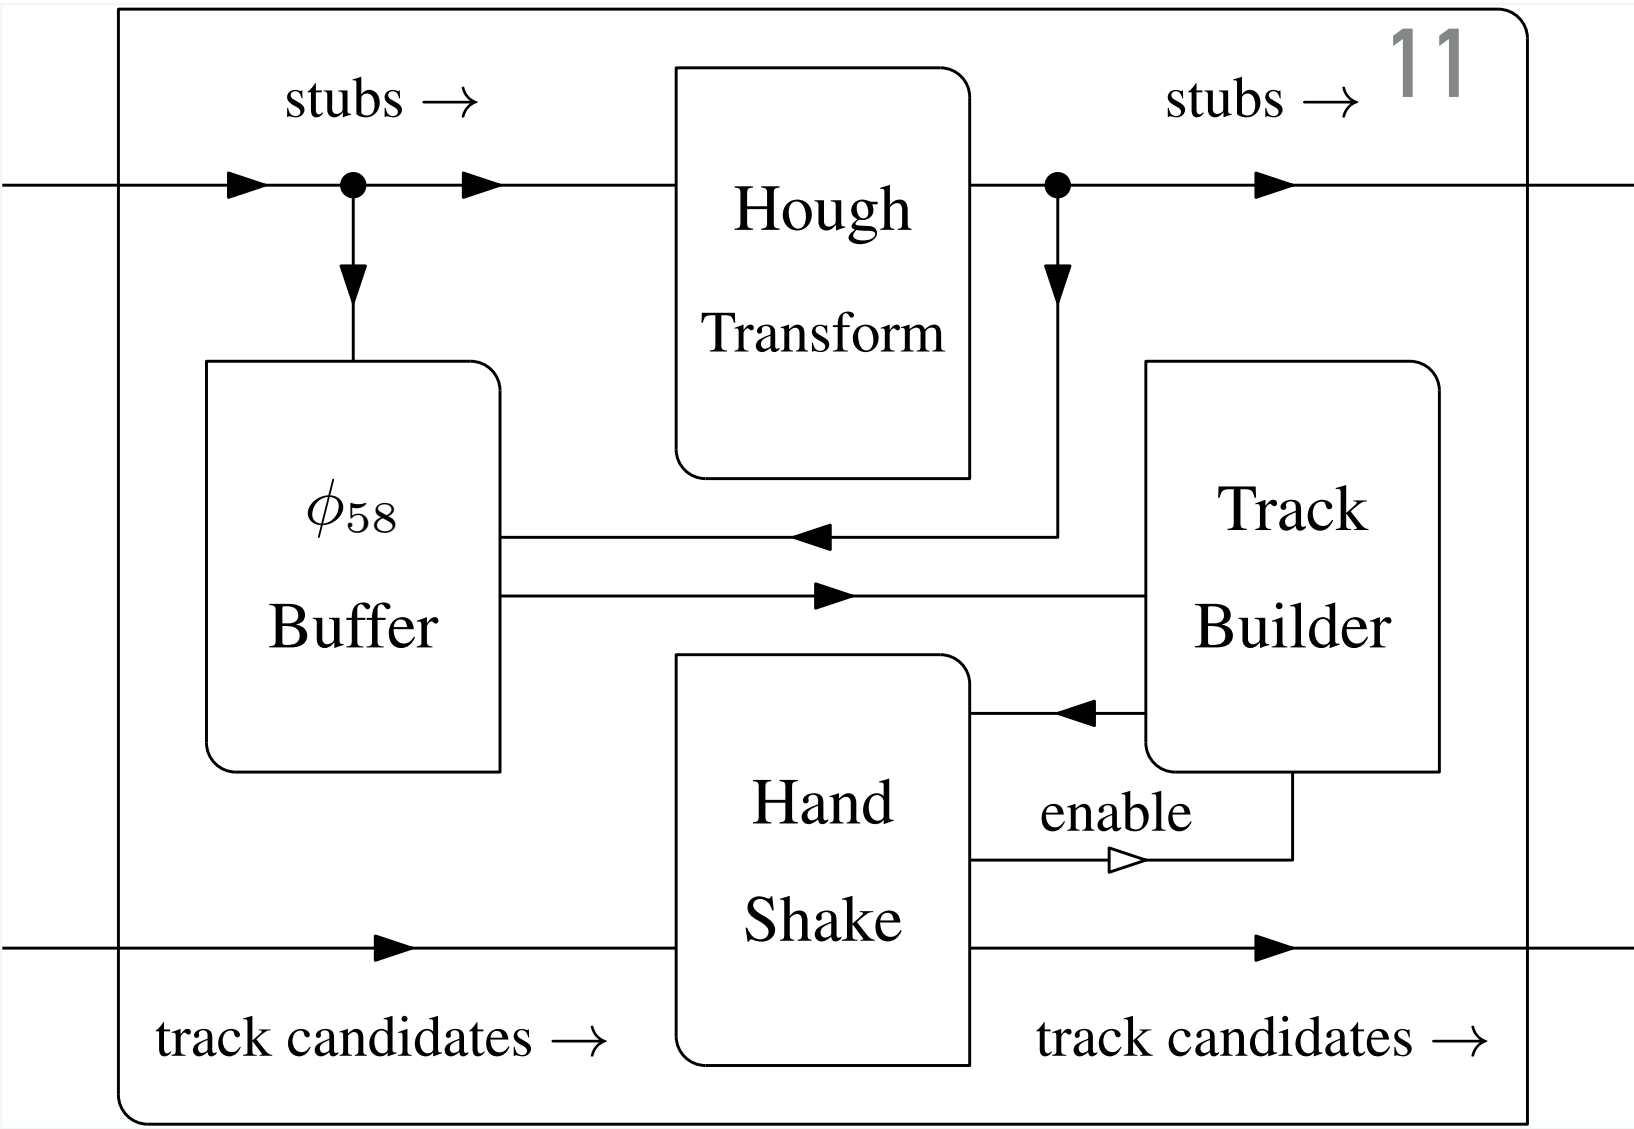 11
stubs →
stubs →
Hough
Transform
ϕ₅₈
Buffer
Track
Builder
Hand
Shake
enable
track candidates →
track candidates →